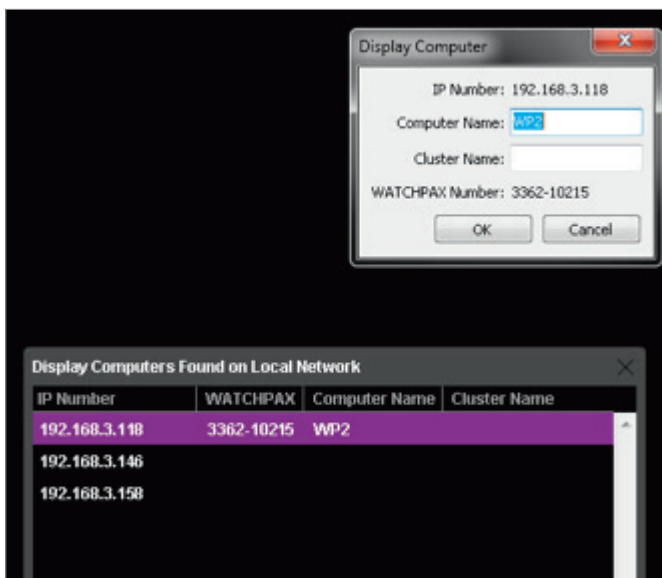 Display Computer
IP Number: 192.168.3.118
Computer Name: WP2
Cluster Name:
WATCHPAX Number: 3362-10215
OK Cancel
Display Computers Found on Local Network
IP Number WATCHPAX Computer Name Cluster Name
192.168.3.118 3362-10215 WP2
192.168.3.146
192.168.3.158